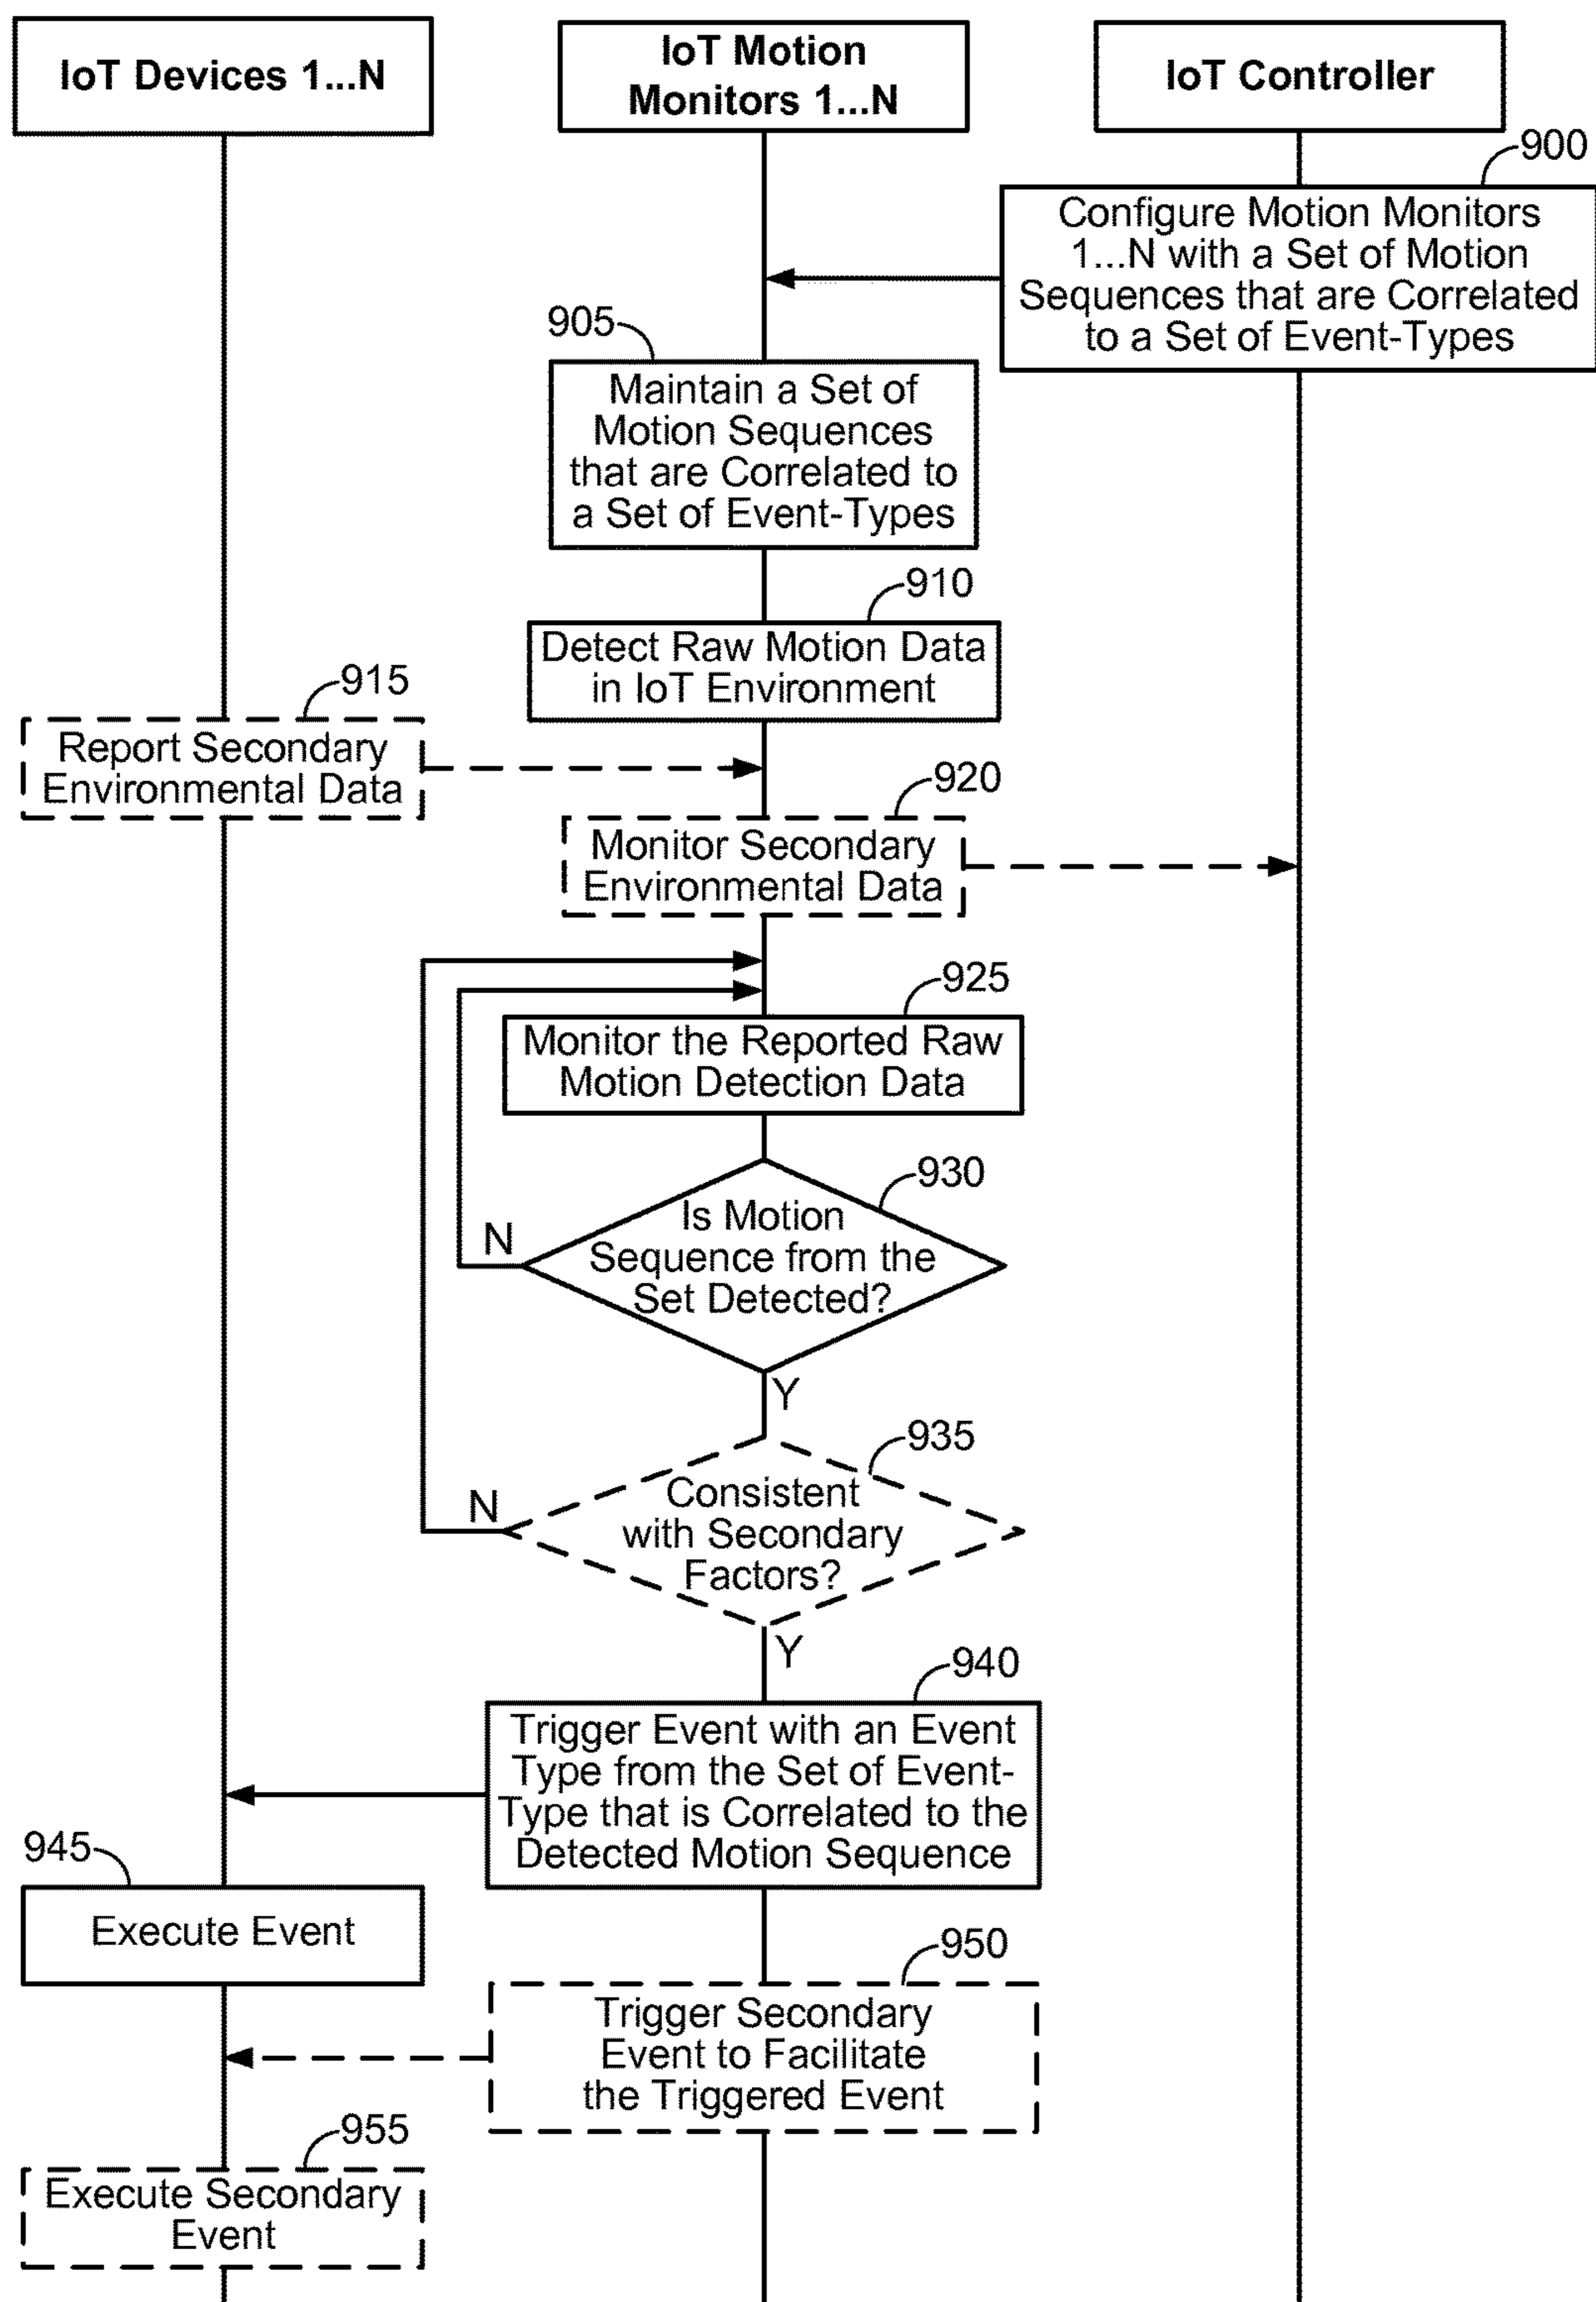 IoT Devices 1...N
IoT Motion
Monitors 1...N
IoT Controller
900
Configure Motion Monitors
1...N with a Set of Motion
Sequences that are Correlated
to a Set of Event-Types
905
Maintain a Set of
Motion Sequences
that are Correlated to
a Set of Event-Types
910
Detect Raw Motion Data
in IoT Environment
915
Report Secondary
Environmental Data
920
Monitor Secondary
Environmental Data
925
Monitor the Reported Raw
Motion Detection Data
930
Is Motion
Sequence from the
Set Detected?
N
Y
935
Consistent
with Secondary
Factors?
N
Y
940
Trigger Event with an Event
Type from the Set of Event-
Type that is Correlated to the
Detected Motion Sequence
945
Execute Event
950
Trigger Secondary
Event to Facilitate
the Triggered Event
955
Execute Secondary
Event